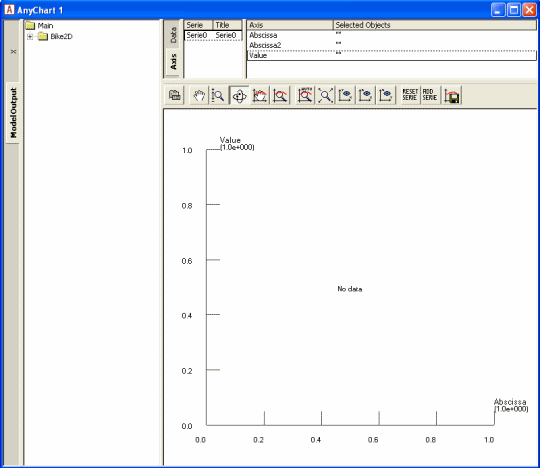 AnyChart 1
x
ModelOutput
Main
Bike2D
Data
Axis
Serie Title
Serie0 Serie0
Axis Selected Objects
Abscissa ""
Abscissa2 ""
Value ""
AUTO
RESET SERIE
ADD SERIE
Value
(1.0e+000)
1.0
0.8
0.6
No data
0.4
0.2
Abscissa
(1.0e+000)
0.0
0.0 0.2 0.4 0.6 0.8 1.0